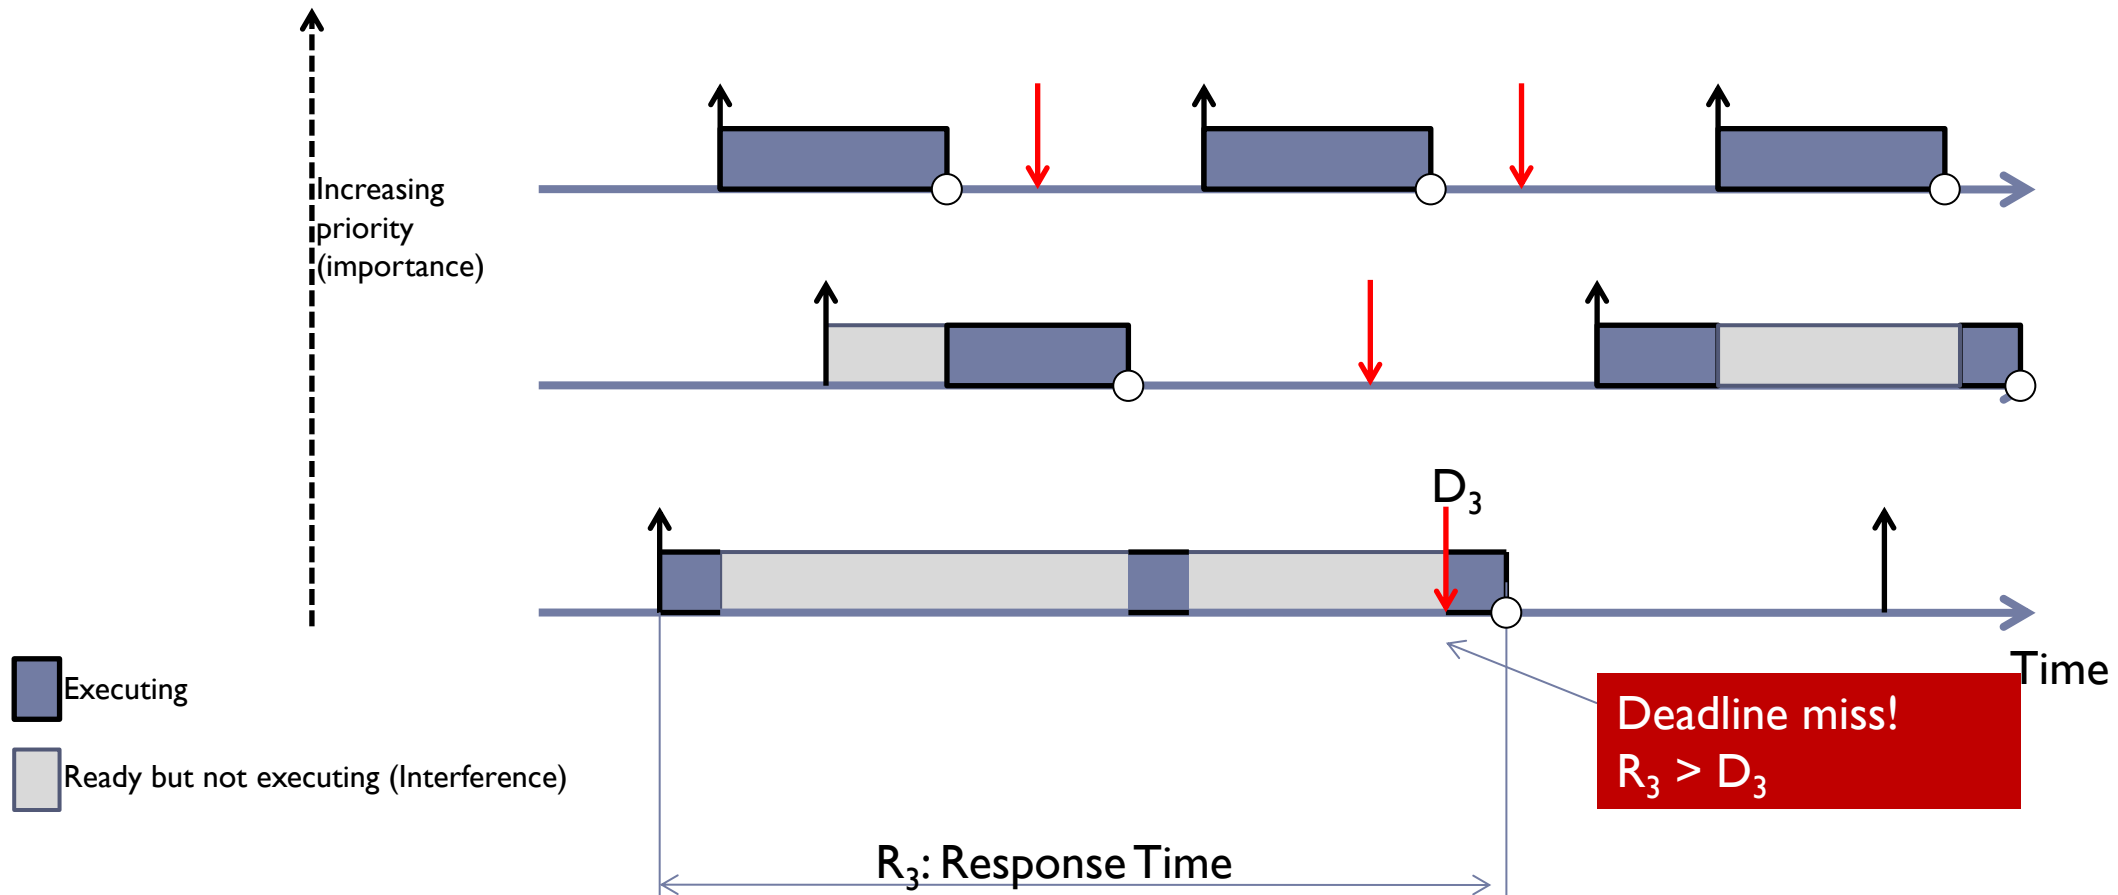 Increasing
priority
(importance)
D₃
Time
Executing
Deadline miss!
R₃ > D₃
Ready but not executing (Interference)
R₃: Response Time